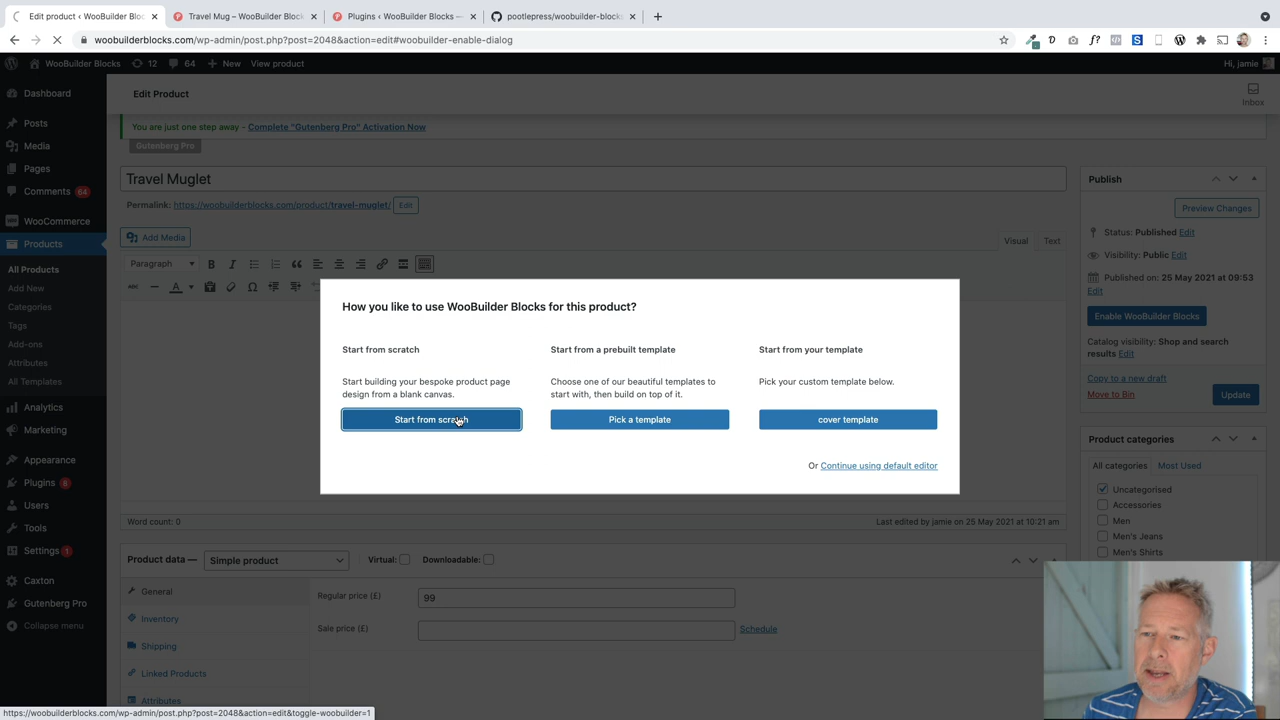 Edit product ‹ WooBuilder Bloc
Travel Mug – WooBuilder Block
Plugins ‹ WooBuilder Blocks —
pootlepress/woobuilder-blocks
woobuilderblocks.com/wp-admin/post.php?post=2048&action=edit#woobuilder-enable-dialog
WooBuilder Blocks
12
64
New
View product
Hi, jamie
Dashboard
Posts
Media
Pages
Comments 64
WooCommerce
Products
All Products
Add New
Categories
Tags
Add-ons
Attributes
All Templates
Analytics
Marketing
Appearance
Plugins 8
Users
Tools
Settings 1
Caxton
Gutenberg Pro
Collapse menu
Edit Product
Inbox
You are just one step away – Complete "Gutenberg Pro" Activation Now
Gutenberg Pro
Travel Muglet
Permalink: https://woobuilderblocks.com/product/travel-muglet/ Edit
Add Media
Visual
Text
Paragraph
How you like to use WooBuilder Blocks for this product?
Start from scratch
Start building your bespoke product page
design from a blank canvas.
Start from scratch
Start from a prebuilt template
Choose one of our beautiful templates to
start with, then build on top of it.
Pick a template
Start from your template
Pick your custom template below.
cover template
Or Continue using default editor
Word count: 0
Last edited by jamie on 25 May 2021 at 10:21 am
Product data —
Simple product
Virtual:
Downloadable:
General
Inventory
Shipping
Linked Products
Attributes
Regular price (£)
99
Sale price (£)
Schedule
Publish
Preview Changes
Status: Published Edit
Visibility: Public Edit
Published on: 25 May 2021 at 09:53
Edit
Enable WooBuilder Blocks
Catalog visibility: Shop and search
results Edit
Copy to a new draft
Move to Bin
Update
Product categories
All categories
Most Used
Uncategorised
Accessories
Men
Men's Jeans
Men's Shirts
https://woobuilderblocks.com/wp-admin/post.php?post=2048&action=edit&toggle-woobuilder=1